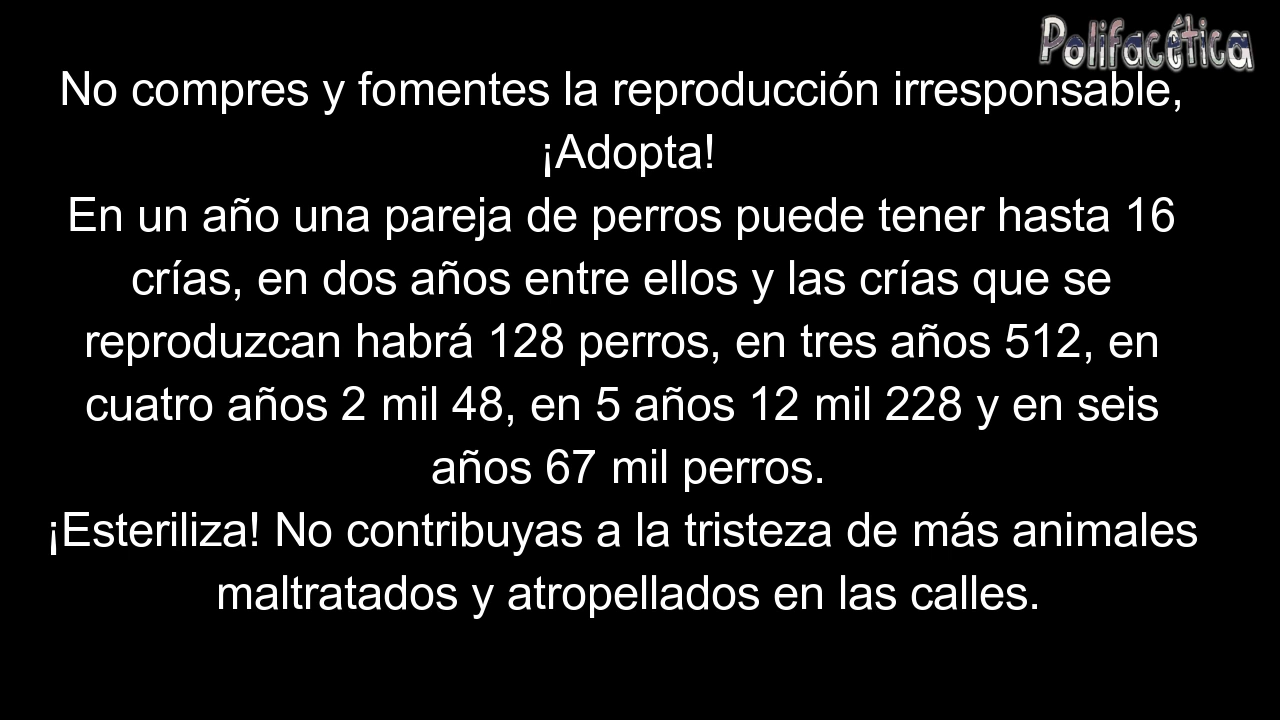 Polifacética
No compres y fomentes la reproducción irresponsable,
¡Adopta!
En un año una pareja de perros puede tener hasta 16
crías, en dos años entre ellos y las crías que se
reproduzcan habrá 128 perros, en tres años 512, en
cuatro años 2 mil 48, en 5 años 12 mil 228 y en seis
años 67 mil perros.
¡Esteriliza! No contribuyas a la tristeza de más animales
maltratados y atropellados en las calles.